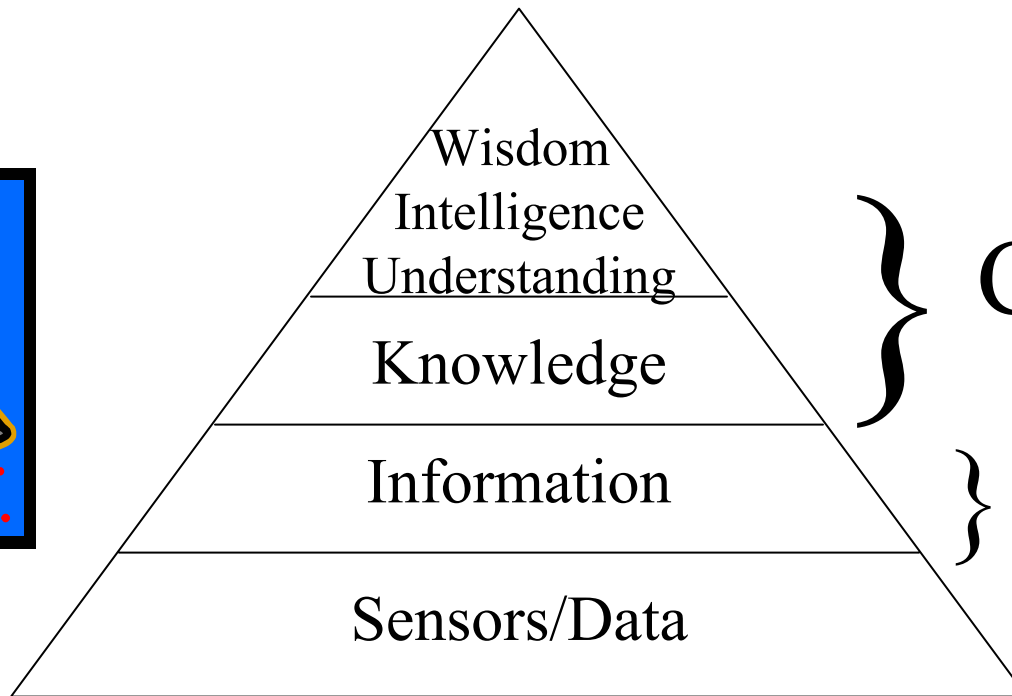 Wisdom
Intelligence
Understanding
Knowledge
Information
Sensors/Data